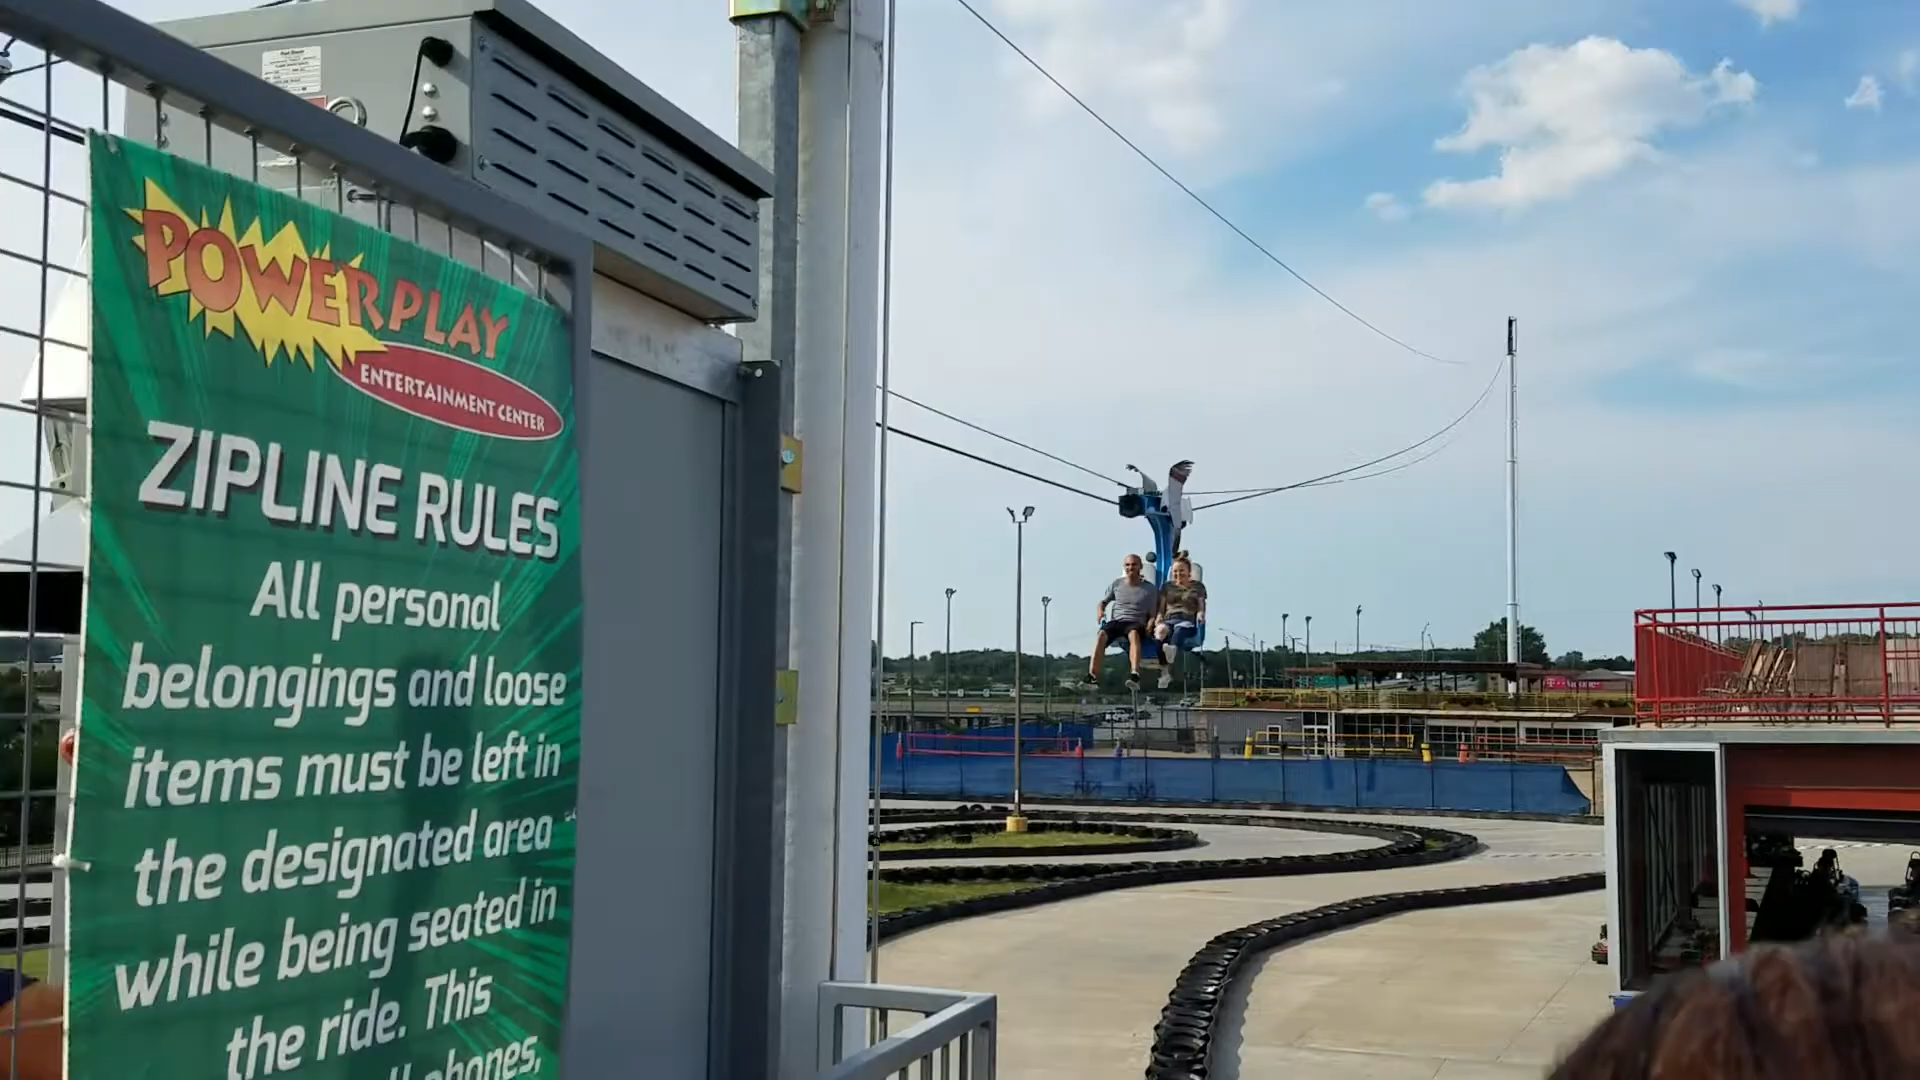 POWERPLAY
ENTERTAINMENT CENTER
ZIPLINE RULES
All personal
belongings and loose
items must be left in
the designated area
while being seated in
the ride. This
phones,